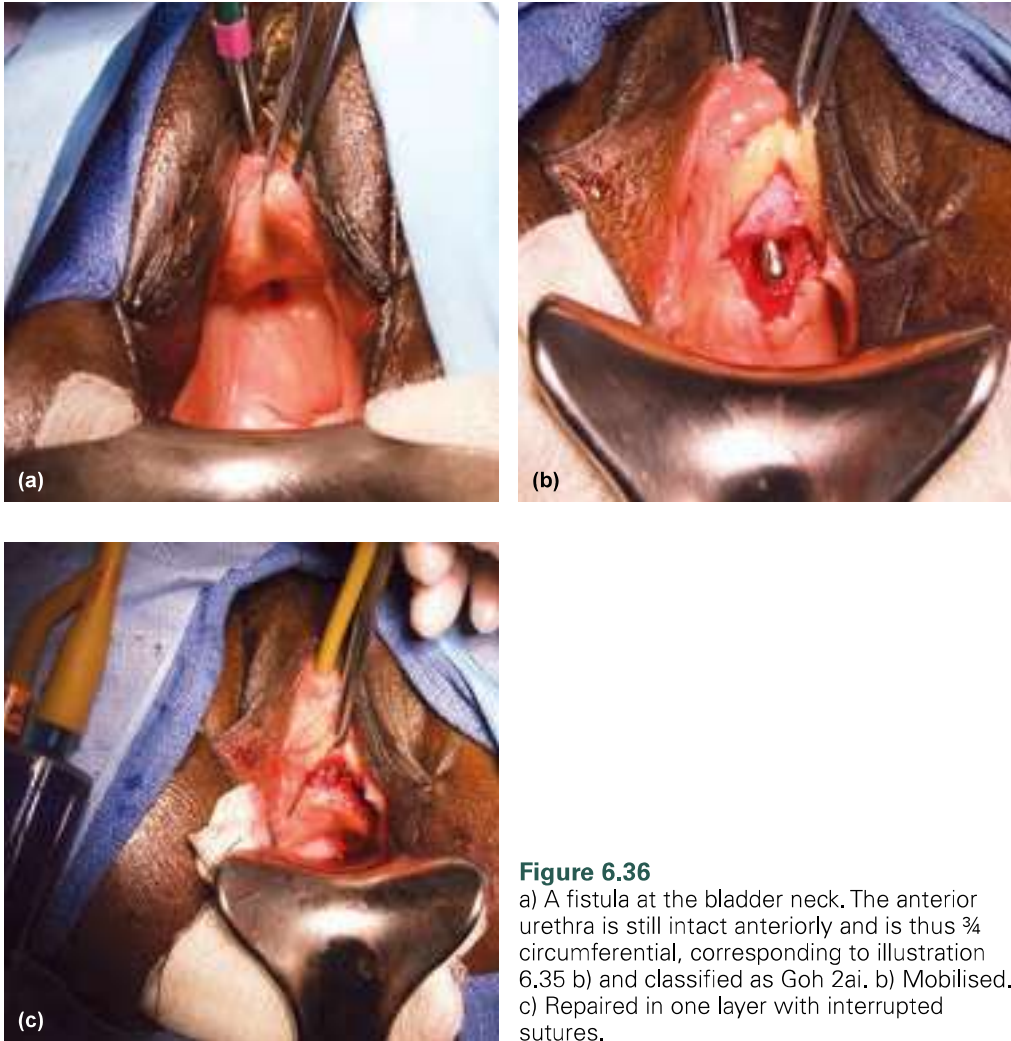 (a)
(b)
(c)
Figure 6.36
a) A fistula at the bladder neck. The anterior
urethra is still intact anteriorly and is thus ¾
circumferential, corresponding to illustration
6.35 b) and classified as Goh 2ai. b) Mobilised.
c) Repaired in one layer with interrupted
sutures.